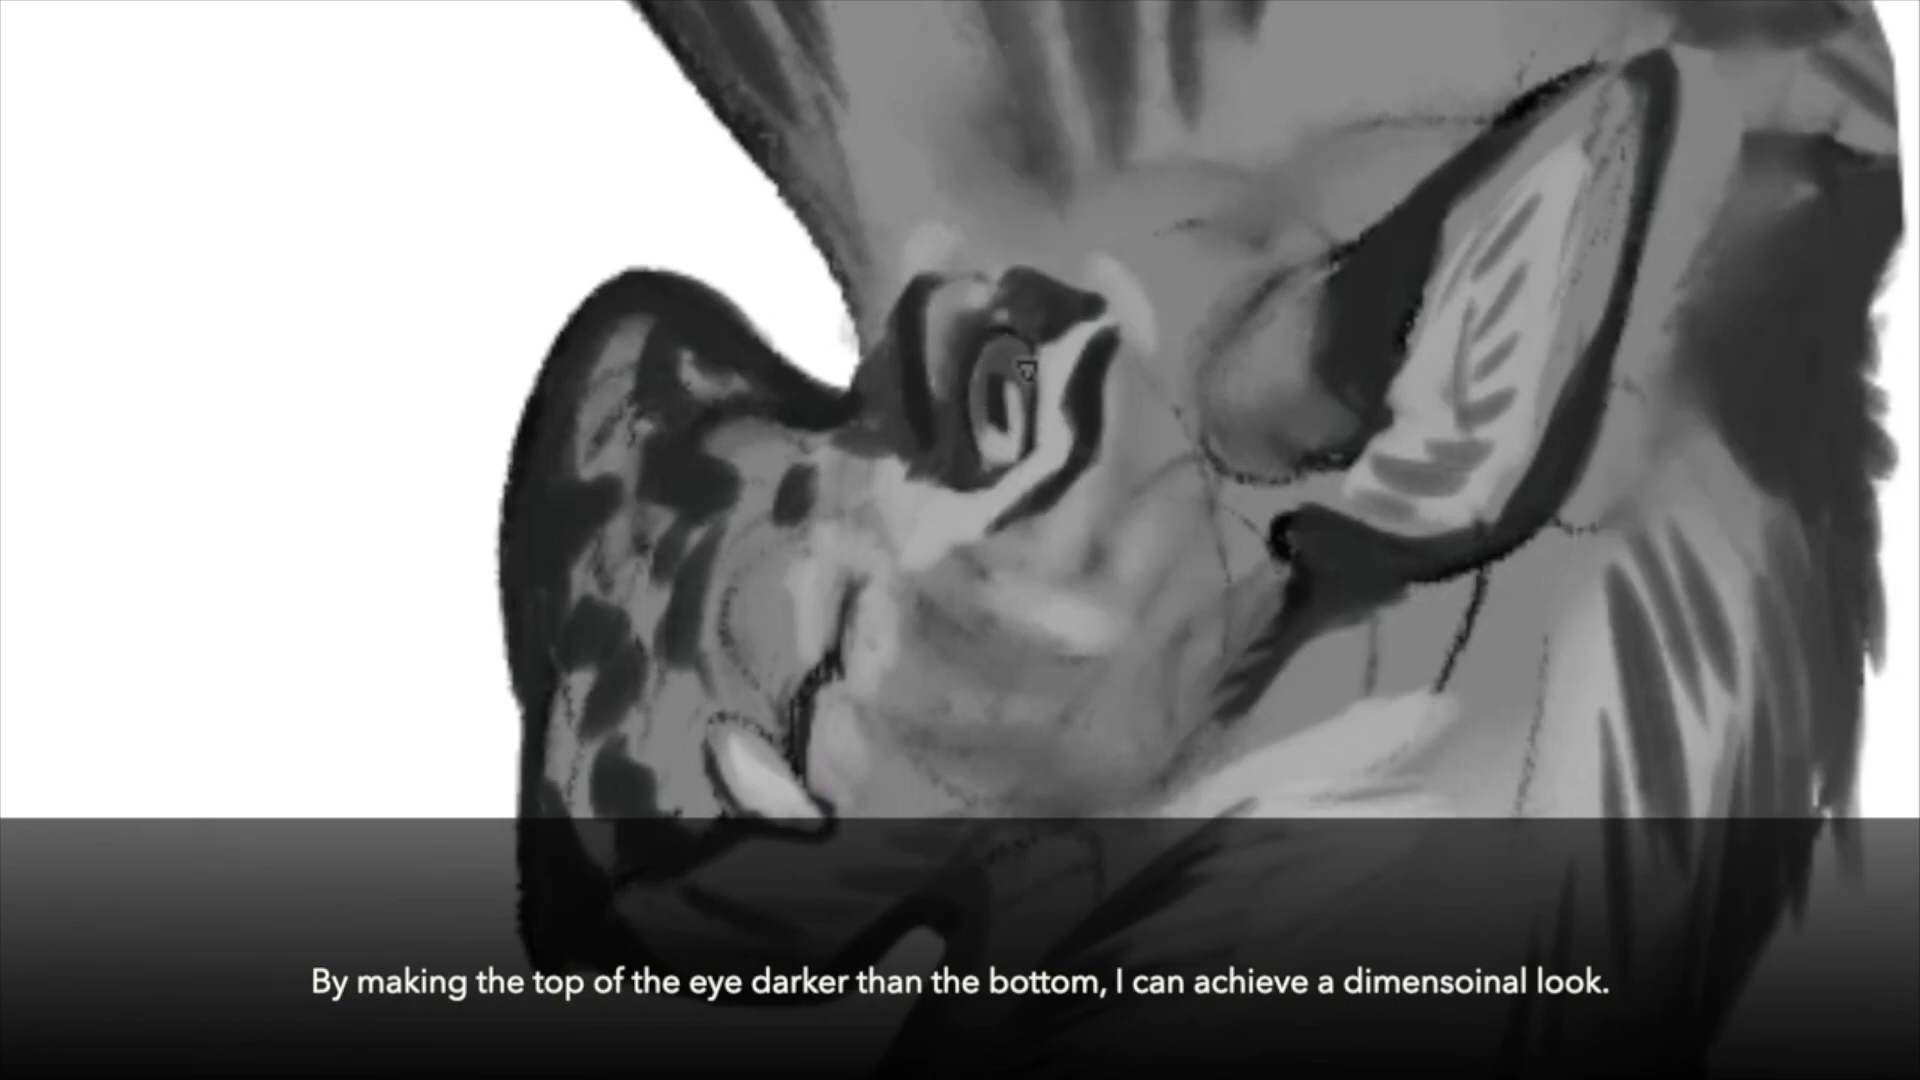 By making the top of the eye darker than the bottom, I can achieve a dimensoinal look.